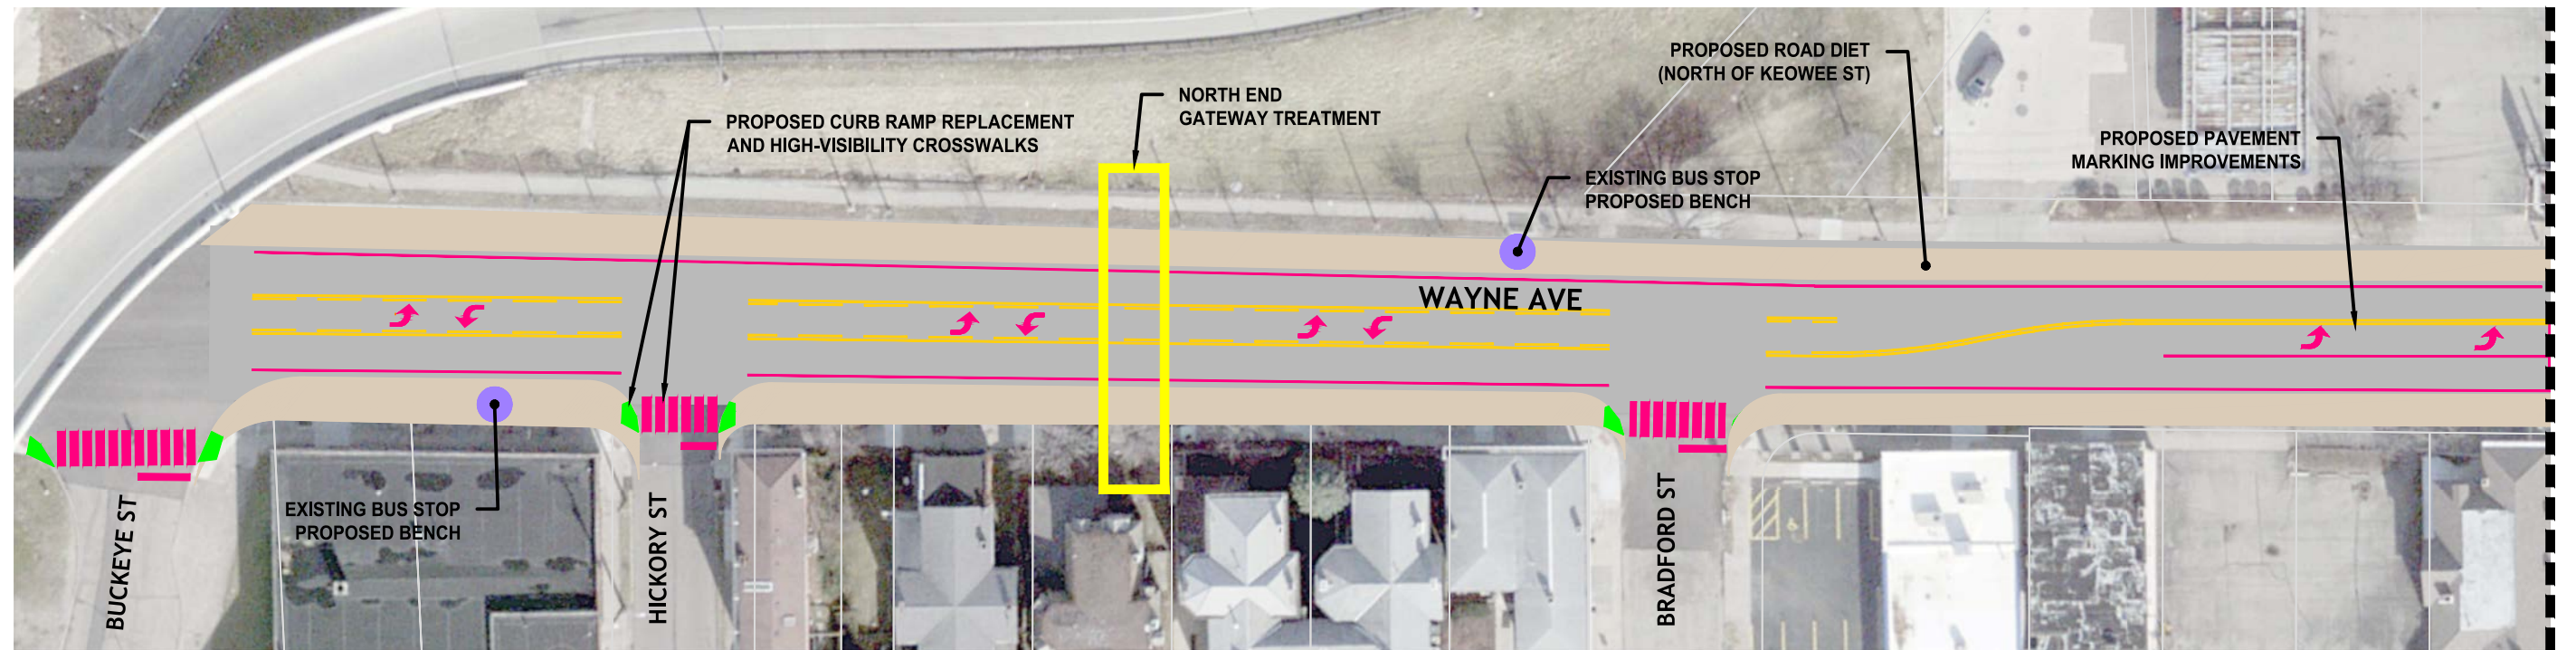 PROPOSED CURB RAMP REPLACEMENT
AND HIGH-VISIBILITY CROSSWALKS
NORTH END
GATEWAY TREATMENT
PROPOSED ROAD DIET
(NORTH OF KEOWEE ST)
EXISTING BUS STOP
PROPOSED BENCH
PROPOSED PAVEMENT
MARKING IMPROVEMENTS
WAYNE AVE
EXISTING BUS STOP
PROPOSED BENCH
BUCKEYE ST
HICKORY ST
BRADFORD ST